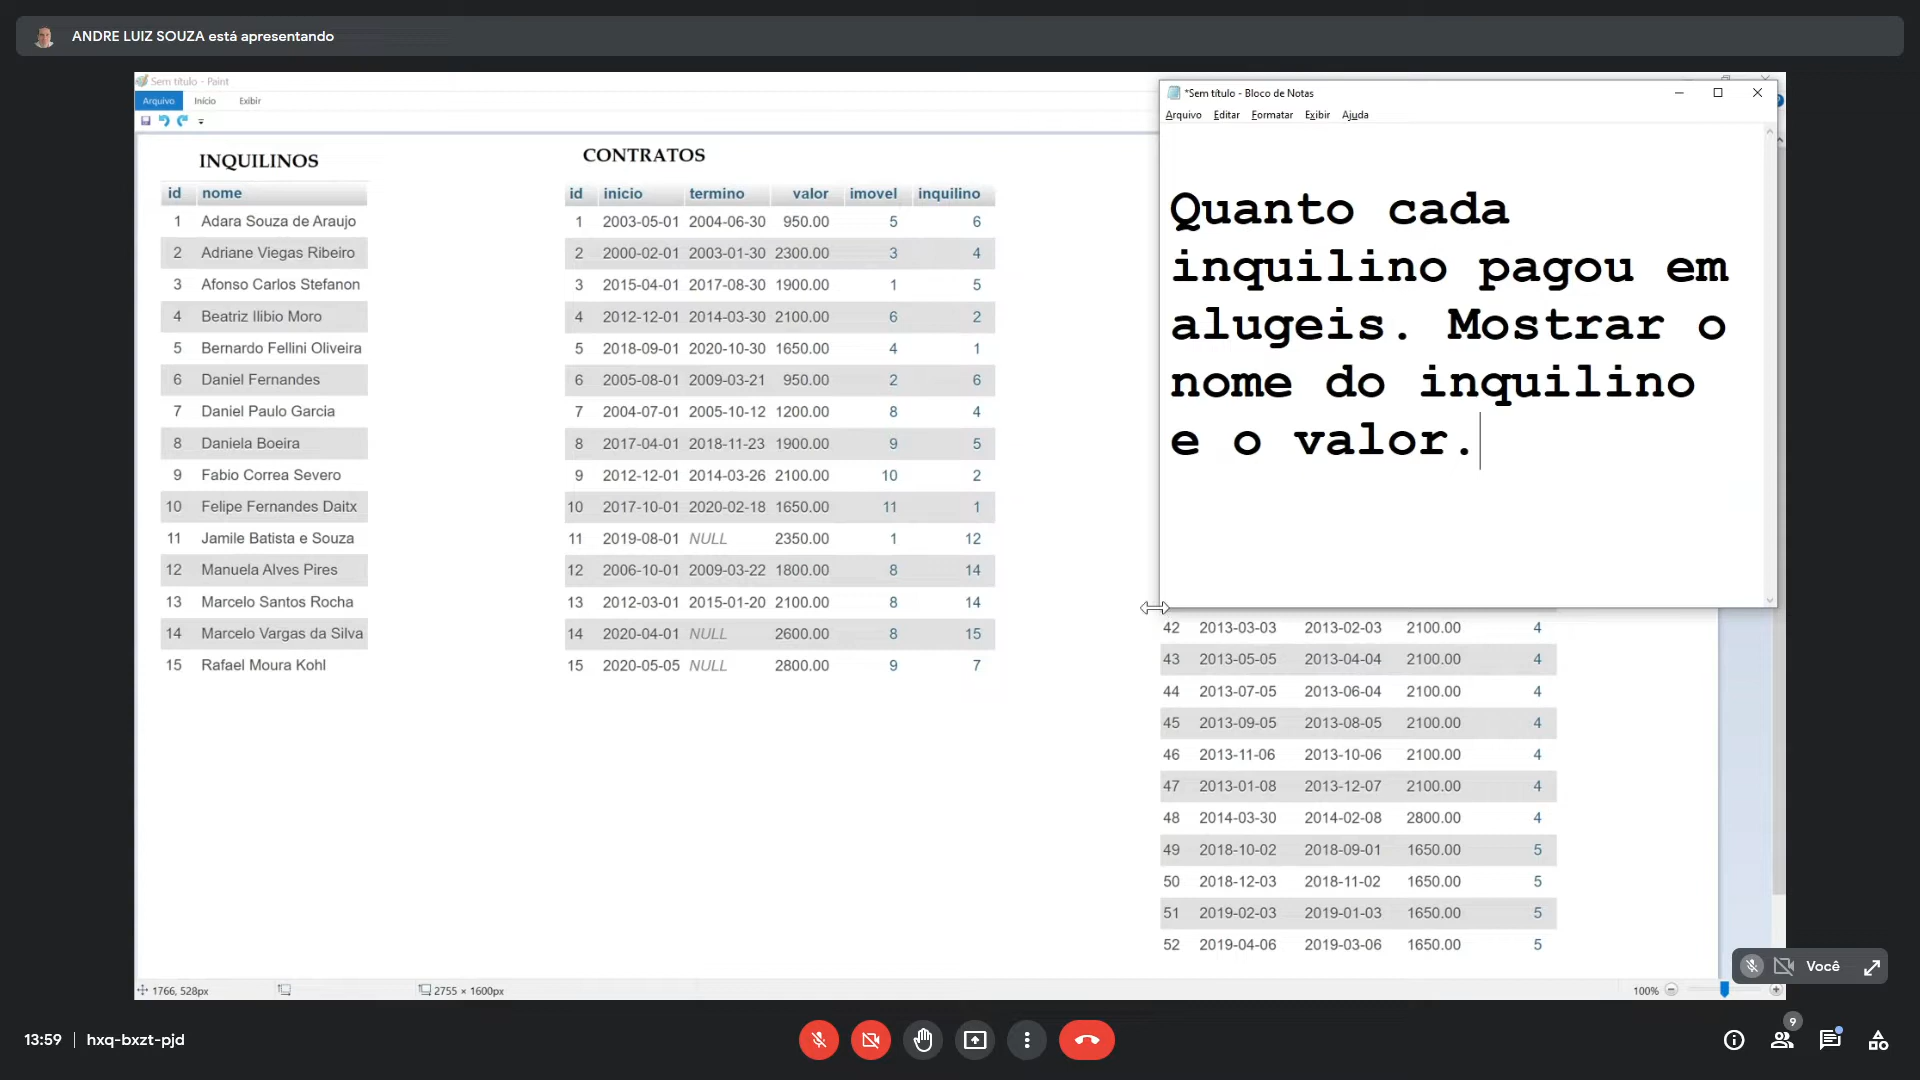 ANDRE LUIZ SOUZA está apresentando
Sem título - Paint
Arquivo Início Exibir
INQUILINOS
id nome
1 Adara Souza de Araujo
2 Adriane Viegas Ribeiro
3 Afonso Carlos Stefanon
4 Beatriz Ilibio Moro
5 Bernardo Fellini Oliveira
6 Daniel Fernandes
7 Daniel Paulo Garcia
8 Daniela Boeira
9 Fabio Correa Severo
10 Felipe Fernandes Daitx
11 Jamile Batista e Souza
12 Manuela Alves Pires
13 Marcelo Santos Rocha
14 Marcelo Vargas da Silva
15 Rafael Moura Kohl
CONTRATOS
id inicio termino valor imovel inquilino
1 2003-05-01 2004-06-30 950.00 5 6
2 2000-02-01 2003-01-30 2300.00 3 4
3 2015-04-01 2017-08-30 1900.00 1 5
4 2012-12-01 2014-03-30 2100.00 6 2
5 2018-09-01 2020-10-30 1650.00 4 1
6 2005-08-01 2009-03-21 950.00 2 6
7 2004-07-01 2005-10-12 1200.00 8 4
8 2017-04-01 2018-11-23 1900.00 9 5
9 2012-12-01 2014-03-26 2100.00 10 2
10 2017-10-01 2020-02-18 1650.00 11 1
11 2019-08-01 NULL 2350.00 1 12
12 2006-10-01 2009-03-22 1800.00 8 14
13 2012-03-01 2015-01-20 2100.00 8 14
14 2020-04-01 NULL 2600.00 8 15
15 2020-05-05 NULL 2800.00 9 7
*Sem título - Bloco de Notas
Arquivo Editar Formatar Exibir Ajuda
Quanto cada
inquilino pagou em
alugeis. Mostrar o
nome do inquilino
e o valor.
42 2013-03-03 2013-02-03 2100.00 4
43 2013-05-05 2013-04-04 2100.00 4
44 2013-07-05 2013-06-04 2100.00 4
45 2013-09-05 2013-08-05 2100.00 4
46 2013-11-06 2013-10-06 2100.00 4
47 2013-01-08 2013-12-07 2100.00 4
48 2014-03-30 2014-02-08 2800.00 4
49 2018-10-02 2018-09-01 1650.00 5
50 2018-12-03 2018-11-02 1650.00 5
51 2019-02-03 2019-01-03 1650.00 5
52 2019-04-06 2019-03-06 1650.00 5
Você
1766, 528px 2755 × 1600px 100%
13:59 hxq-bxzt-pjd
9